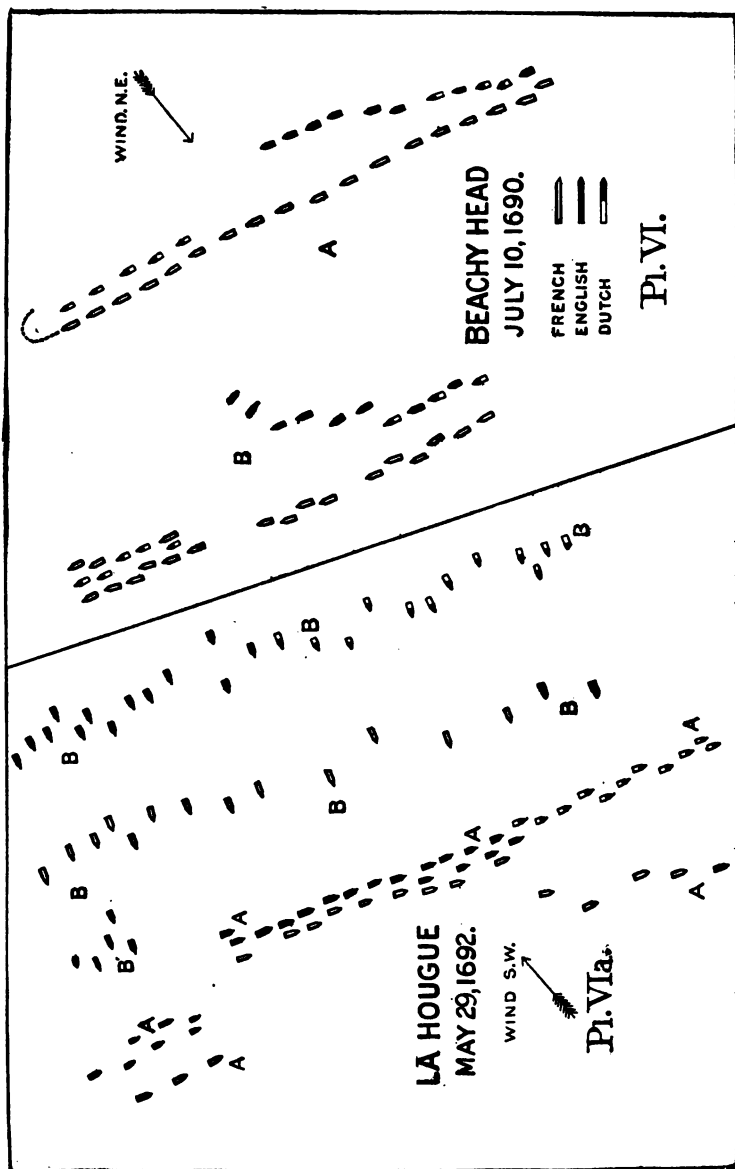 WIND. N.E.
A
BEACHY HEAD
JULY 10, 1690.
FRENCH
ENGLISH
DUTCH
Pl. VI.
B
B
B
B
B
B
B
B'
A
A
A
A
A
A
LA HOUGUE
MAY 29, 1692.
WIND S.W.
Pl. VIa.